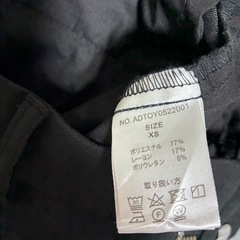 NO.ADTOY0522001
SIZE
XS
ポリエステル 77%
レーヨン 17%
ポリウレタン 6%
取り扱い方